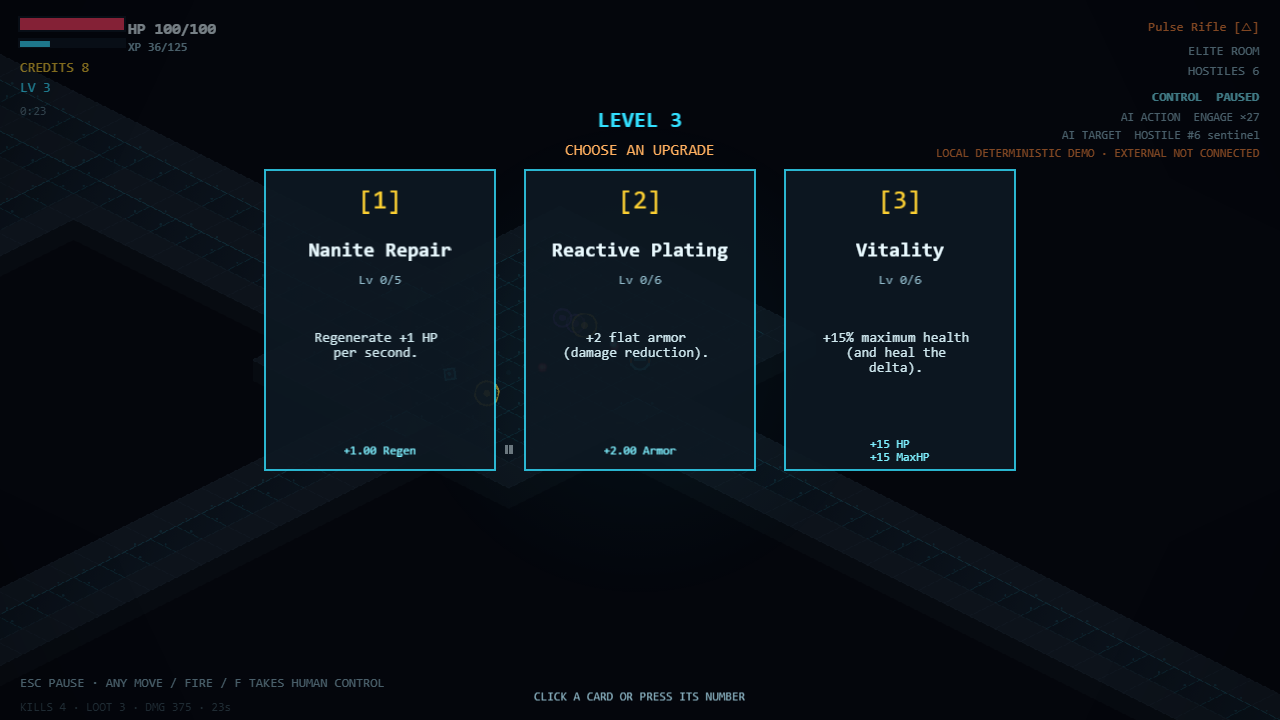 HP 100/100
XP 36/125
CREDITS 8
LV 3
0:23
Pulse Rifle [△]
ELITE ROOM
HOSTILES 6
CONTROL PAUSED
AI ACTION ENGAGE ×27
AI TARGET HOSTILE #6 sentinel
LOCAL DETERMINISTIC DEMO · EXTERNAL NOT CONNECTED
LEVEL 3
CHOOSE AN UPGRADE
[1]
Nanite Repair
Lv 0/5
Regenerate +1 HP
per second.
+1.00 Regen
[2]
Reactive Plating
Lv 0/6
+2 flat armor
(damage reduction).
+2.00 Armor
[3]
Vitality
Lv 0/6
+15% maximum health
(and heal the
delta).
+15 HP
+15 MaxHP
ESC PAUSE · ANY MOVE / FIRE / F TAKES HUMAN CONTROL
KILLS 4 · LOOT 3 · DMG 375 · 23s
CLICK A CARD OR PRESS ITS NUMBER